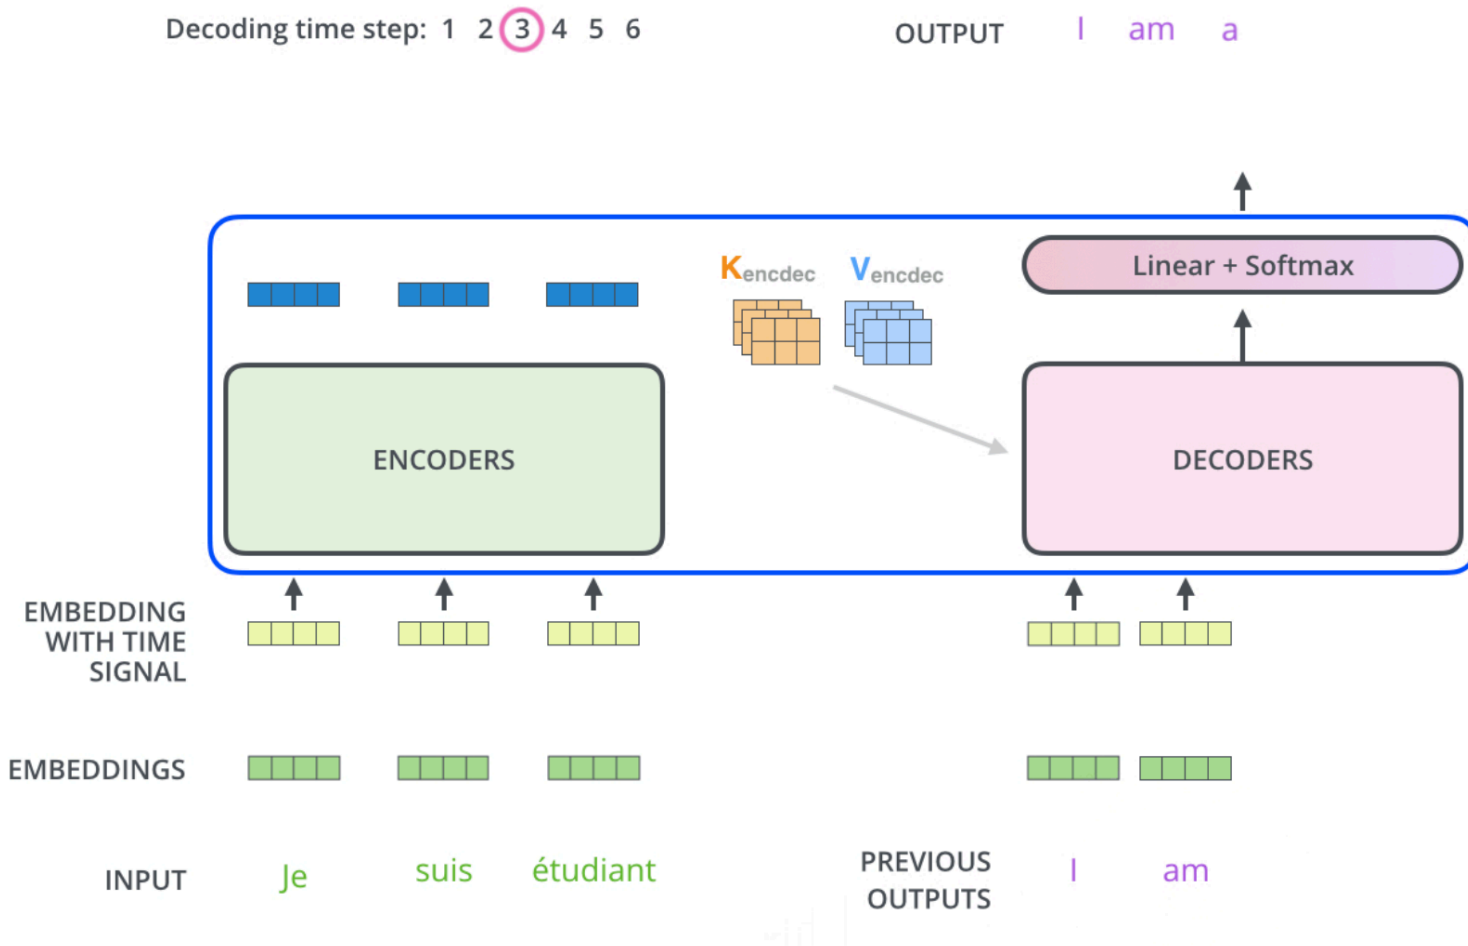 Decoding time step: 1 2 3 4 5 6
OUTPUT I am a
Kencdec Vencdec
Linear + Softmax
ENCODERS
DECODERS
EMBEDDING
WITH TIME
SIGNAL
EMBEDDINGS
INPUT Je suis étudiant
PREVIOUS
OUTPUTS
I am